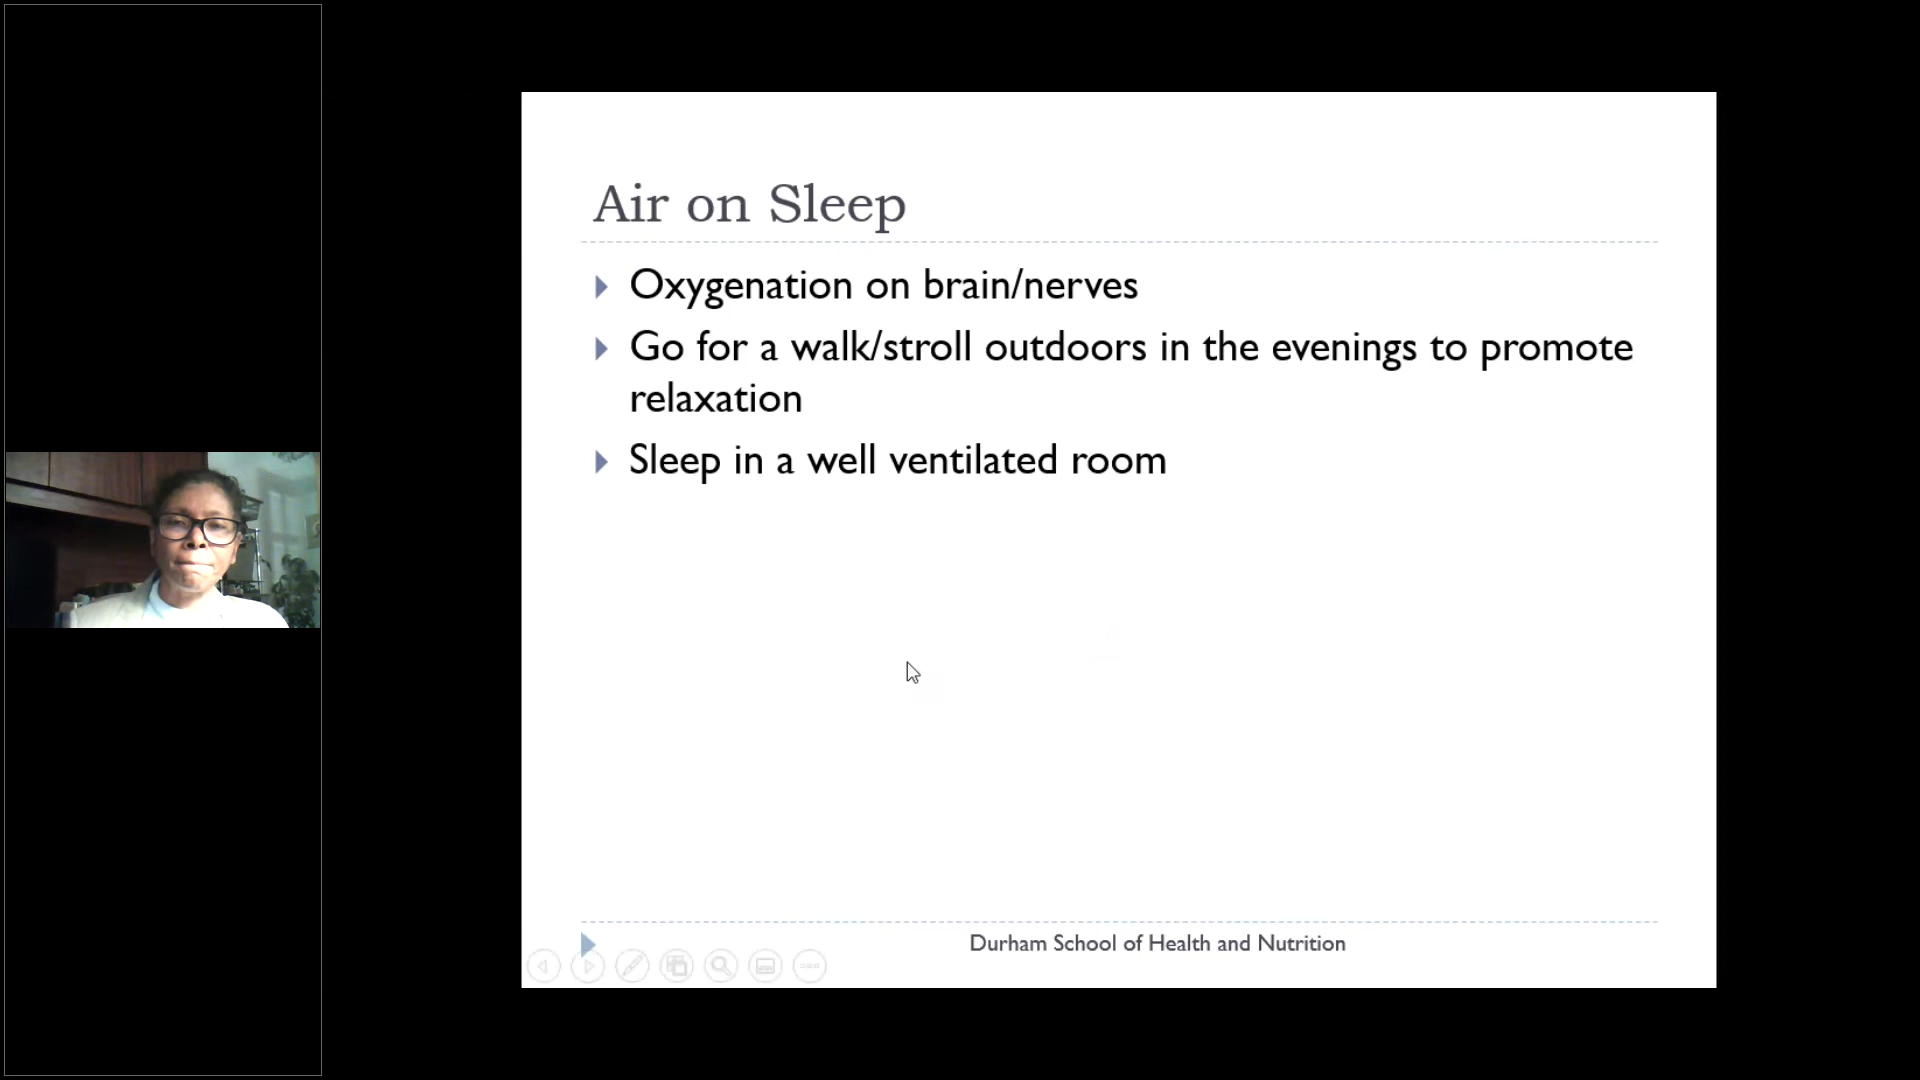 Air on Sleep
Oxygenation on brain/nerves
Go for a walk/stroll outdoors in the evenings to promote
relaxation
Sleep in a well ventilated room
Durham School of Health and Nutrition